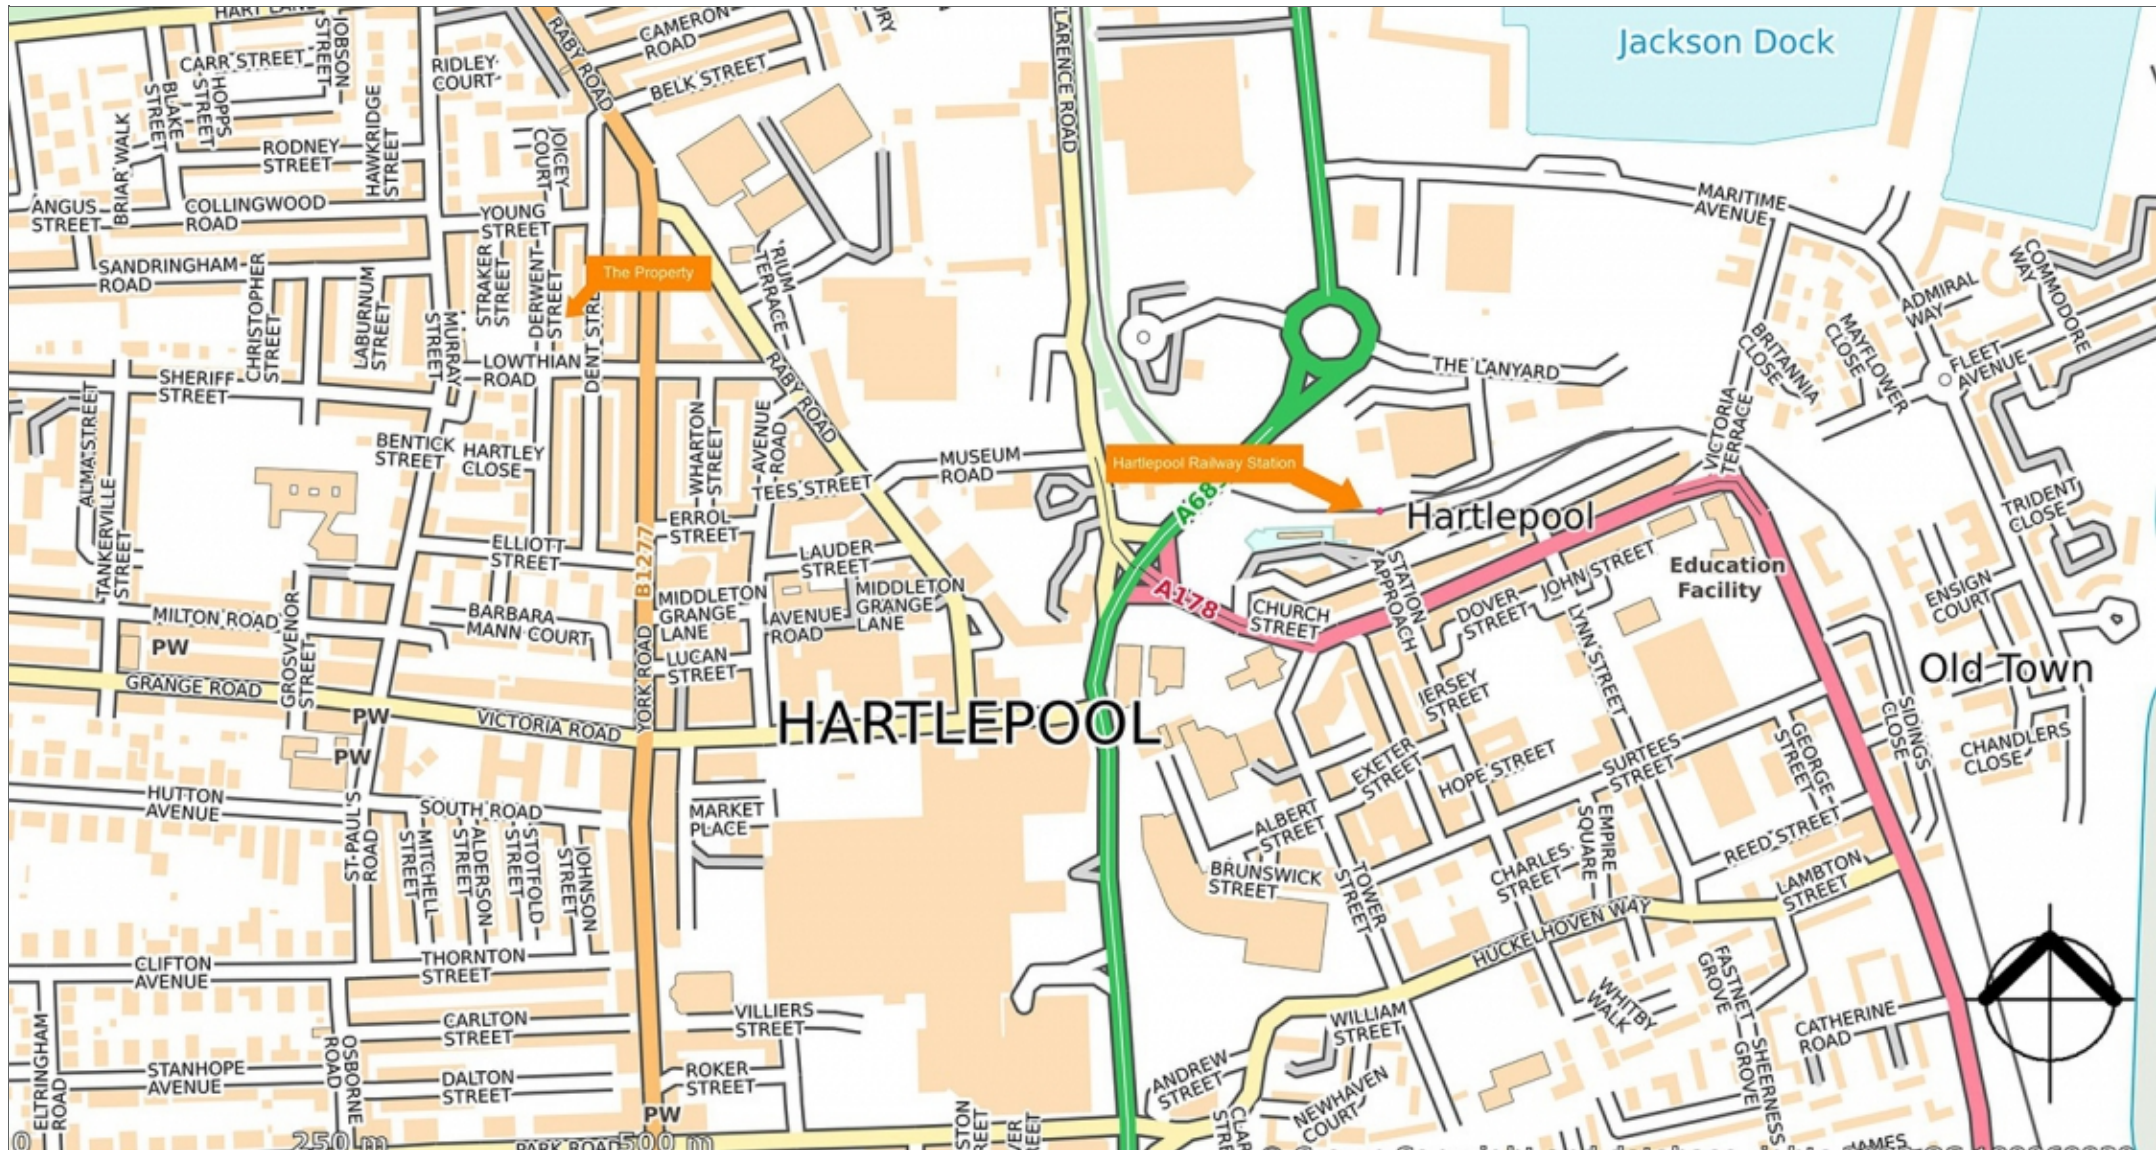 HART LANE
JOBSON
STREET
RABY ROAD
CAMERON
ROAD
CLARENCE ROAD
Jackson Dock
CARR STREET
HOPPS
STREET
BLAKE
STREET
RIDLEY
COURT
BELK STREET
BRIAR WALK
RODNEY
STREET
HAWKRIDGE
STREET
JOICEY
COURT
MARITIME
AVENUE
ANGUS
STREET
COLLINGWOOD
ROAD
YOUNG
STREET
SANDRINGHAM
ROAD
CHRISTOPHER
STREET
LABURNUM
STREET
MURRAY
STREET
STRAKER
STREET
DERWENT
STREET
The Property
DENT STRE
TERRACE
COMMODORE
WAY
ADMIRAL
WAY
BRITANNIA
CLOSE
MAYFLOWER
CLOSE
FLEET
AVENUE
SHERIFF
STREET
LOWTHIAN
ROAD
RABY ROAD
THE LANYARD
VICTORIA
TERRACE
ALMA STREET
TANKERVILLE
STREET
BENTICK
STREET
HARTLEY
CLOSE
WHARTON
STREET
AVENUE
ROAD
TEES STREET
MUSEUM
ROAD
Hartlepool Railway Station
A68
Hartlepool
TRIDENT
CLOSE
B1277
ERROL
STREET
ELLIOTT
STREET
LAUDER
STREET
MIDDLETON
GRANGE
LANE
AVENUE
ROAD
MIDDLETON
GRANGE
LANE
A178
CHURCH
STREET
STATION
APPROACH
DOVER
STREET
JOHN STREET
LYNN STREET
Education
Facility
ENSIGN
COURT
MILTON ROAD
PW
GROSVENOR
STREET
BARBARA
MANN COURT
YORK ROAD
LUCAN
STREET
JERSEY
STREET
Old Town
GRANGE ROAD
PW
VICTORIA ROAD
HARTLEPOOL
PW
EXETER
STREET
HOPE STREET
SURTEES
STREET
GEORGE
STREET
SIDINGS
CLOSE
CHANDLERS
CLOSE
HUTTON
AVENUE
ST PAUL'S
ROAD
SOUTH ROAD
MITCHELL
STREET
ALDERSON
STREET
STOTFOLD
STREET
JOHNSON
STREET
MARKET
PLACE
ALBERT
STREET
BRUNSWICK
STREET
TOWER
STREET
CHARLES
STREET
EMPIRE
SQUARE
REED STREET
LAMBTON
STREET
HUCKELHOVEN WAY
CLIFTON
AVENUE
THORNTON
STREET
FASTNET
GROVE
WHITBY
WALK
CARLTON
STREET
VILLIERS
STREET
WILLIAM
STREET
CATHERINE
ROAD
ELTRINGHAM
ROAD
STANHOPE
AVENUE
OSBORNE
ROAD
DALTON
STREET
ROKER
STREET
ANDREW
STREET
NEWHAVEN
COURT
SHEERNESS
GROVE
PW
PARK ROAD
0
250 m
500 m
JAMES